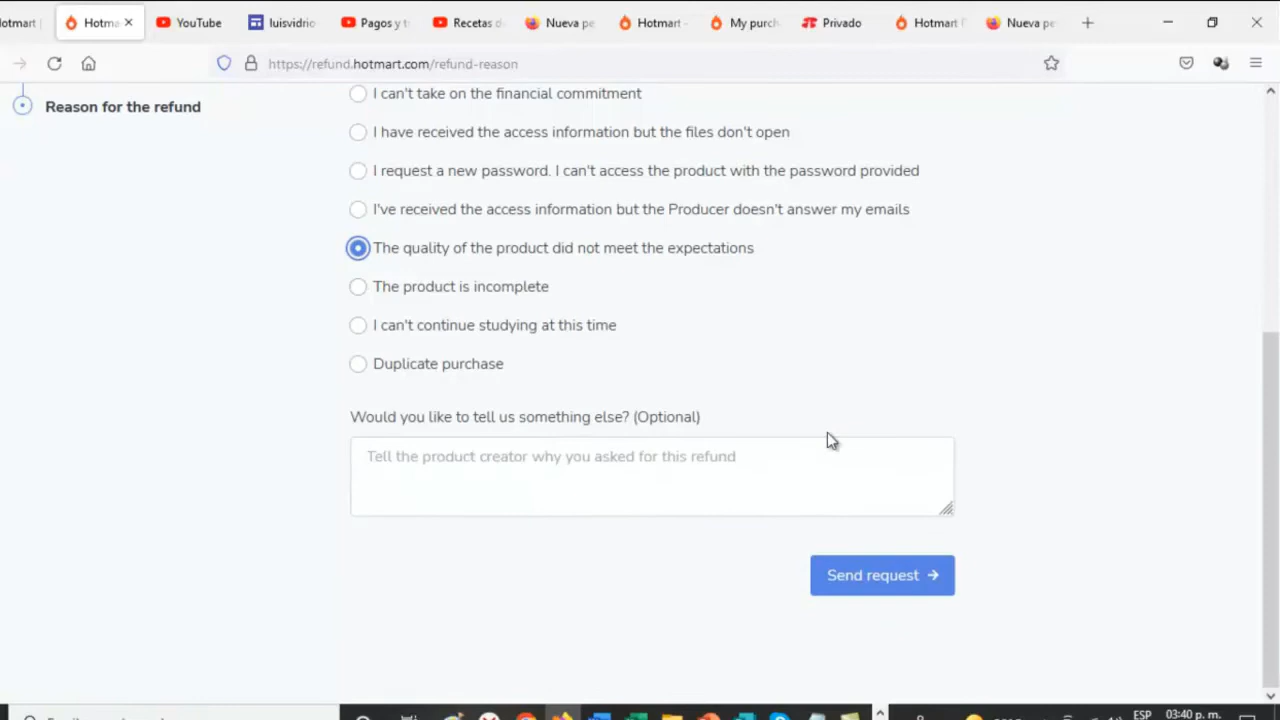 otmart
Hotma
YouTube
luisvidrio
Pagos y t
Recetas d
Nueva pe
Hotmart -
My purch
Privado
Hotmart
Nueva pe
https://refund.hotmart.com/refund-reason
Reason for the refund
I can't take on the financial commitment
I have received the access information but the files don't open
I request a new password. I can't access the product with the password provided
I've received the access information but the Producer doesn't answer my emails
The quality of the product did not meet the expectations
The product is incomplete
I can't continue studying at this time
Duplicate purchase
Would you like to tell us something else? (Optional)
Tell the product creator why you asked for this refund
Send request
ESP
03:40 p. m.